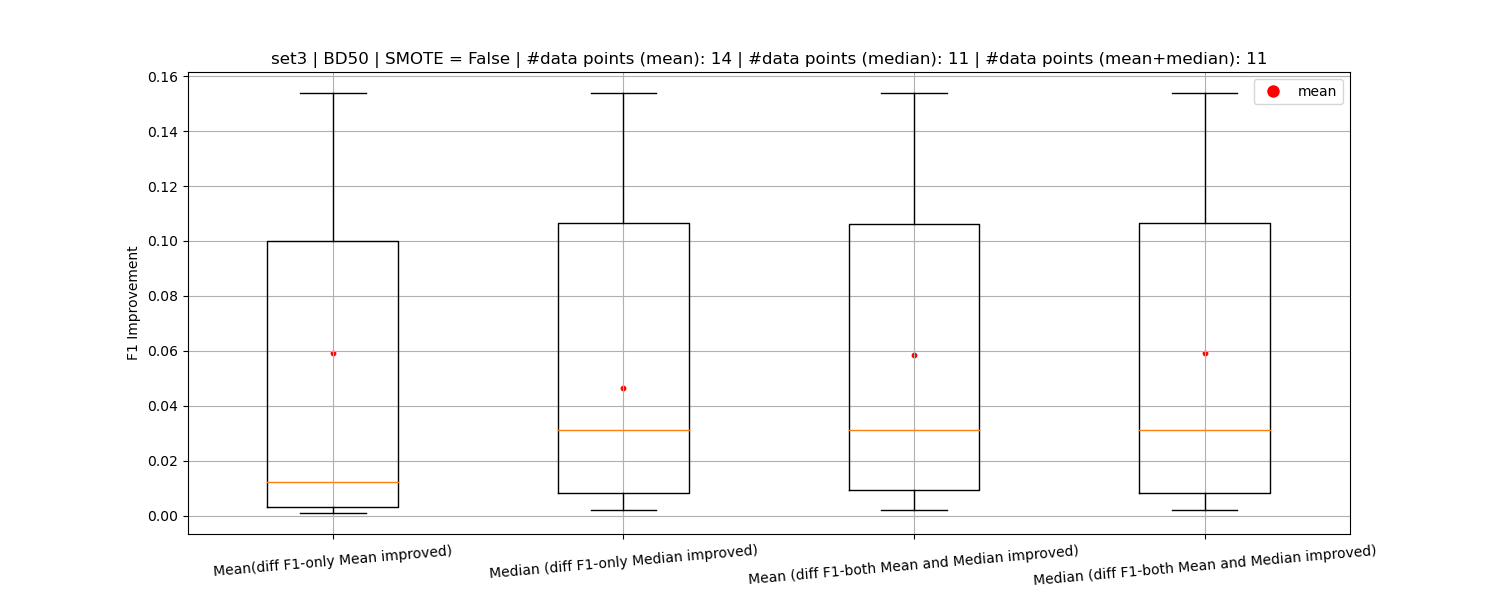 set3 | BD50 | SMOTE = False | #data points (mean): 14 | #data points (median): 11 | #data points (mean+median): 11
mean
F1 Improvement
0.16
0.14
0.12
0.10
0.08
0.06
0.04
0.02
0.00
Mean(diff F1-only Mean improved)
Median (diff F1-only Median improved)
Mean (diff F1-both Mean and Median improved)
Median (diff F1-both Mean and Median improved)